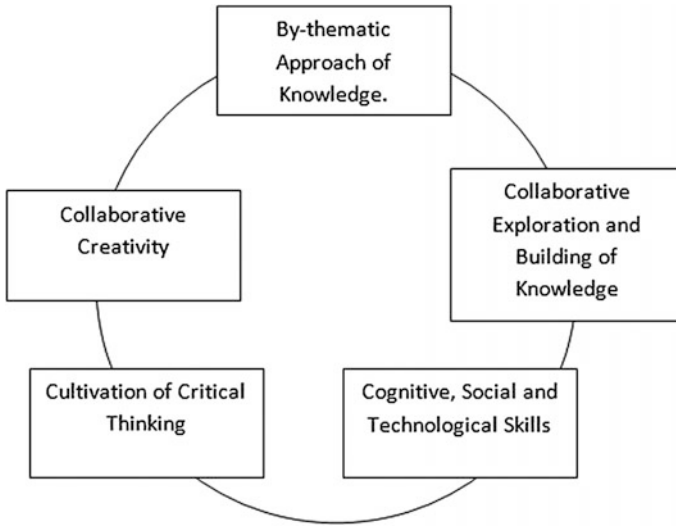 By-thematic
Approach of
Knowledge.
Collaborative
Exploration and
Building of
Knowledge
Cognitive, Social and
Technological Skills
Cultivation of Critical
Thinking
Collaborative
Creativity